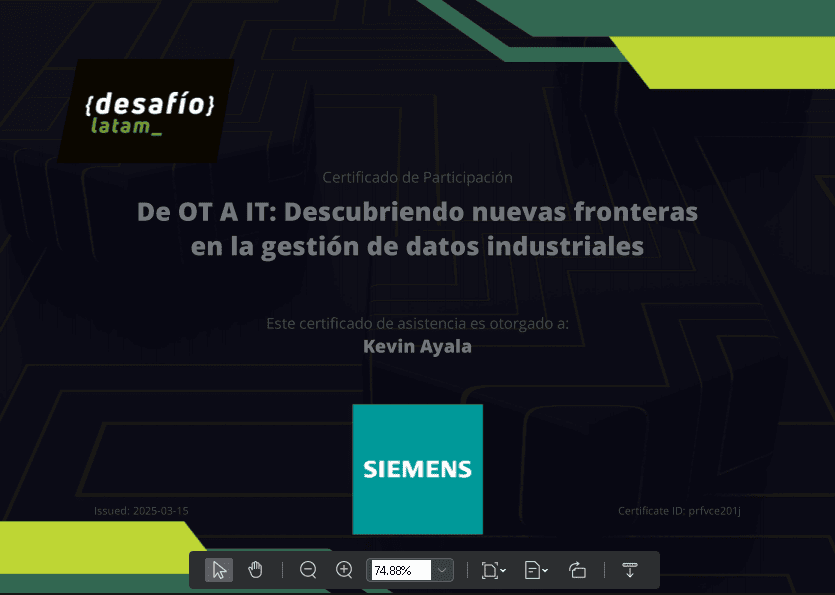 {desafío}
latam_
Certificado de Participación
De OT A IT: Descubriendo nuevas fronteras
en la gestión de datos industriales
Este certificado de asistencia es otorgado a:
Kevin Ayala
SIEMENS
Issued: 2025-03-15
Certificate ID: prfvce201j
74.88%